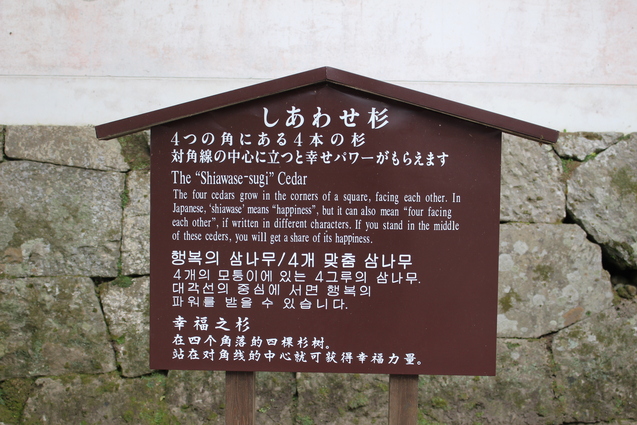 しあわせ杉
4つの角にある4本の杉
対角線の中心に立つと幸せパワーがもらえます
The "Shiawase-sugi" Cedar
The four cedars grow in the corners of a square, facing each other. In
Japanese, 'shiawase' means "happiness", but it can also mean "four facing
each other", if written in different characters. If you stand in the middle
of these ceders, you will get a share of its happiness.
행복의 삼나무/4개 맞춤 삼나무
4개의 모퉁이에 있는 4그루의 삼나무.
대각선의 중심에 서면 행복의
파워를 받을 수 있습니다.
幸福之杉
在四个角落的四棵杉树。
站在对角线的中心就可获得幸福力量。